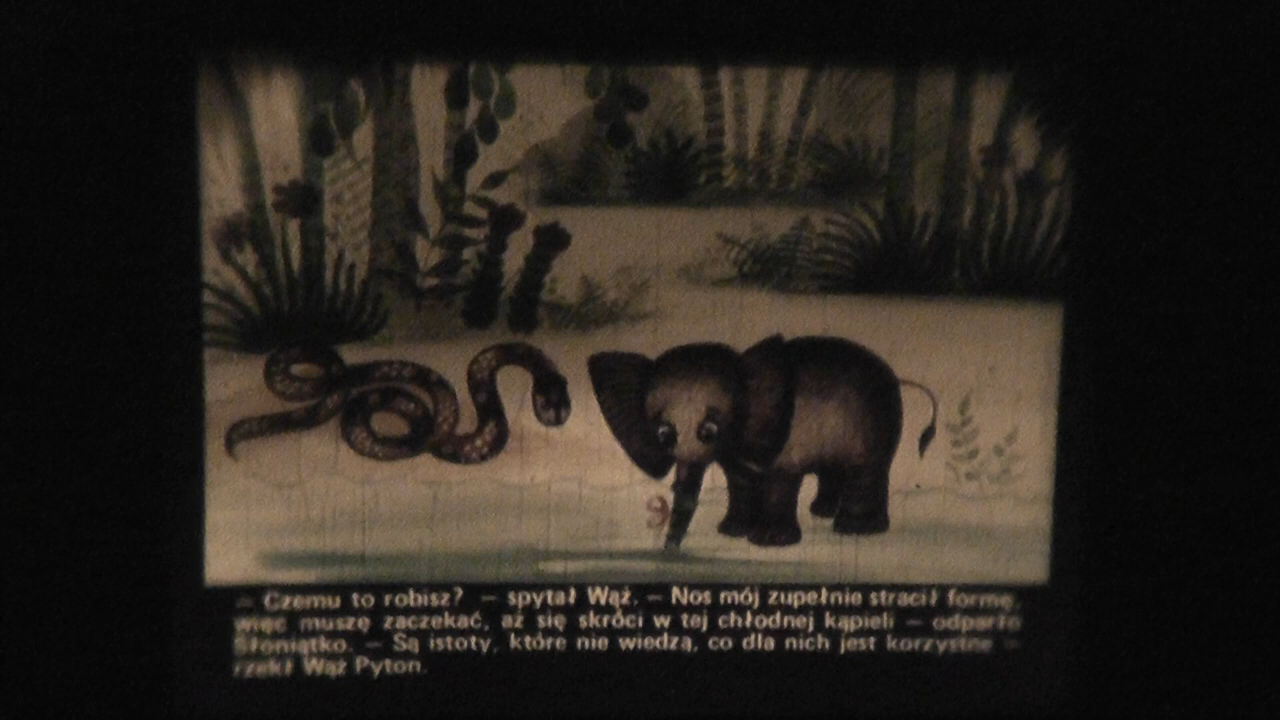 — Czemu to robisz? — spytał Wąż. — Nos mój zupełnie stracił formę,
więc muszę zaczekać, aż się skróci w tej chłodnej kąpieli — odparło
Słoniątko. — Są istoty, które nie wiedzą, co dla nich jest korzystne —
rzekł Wąż Pyton.